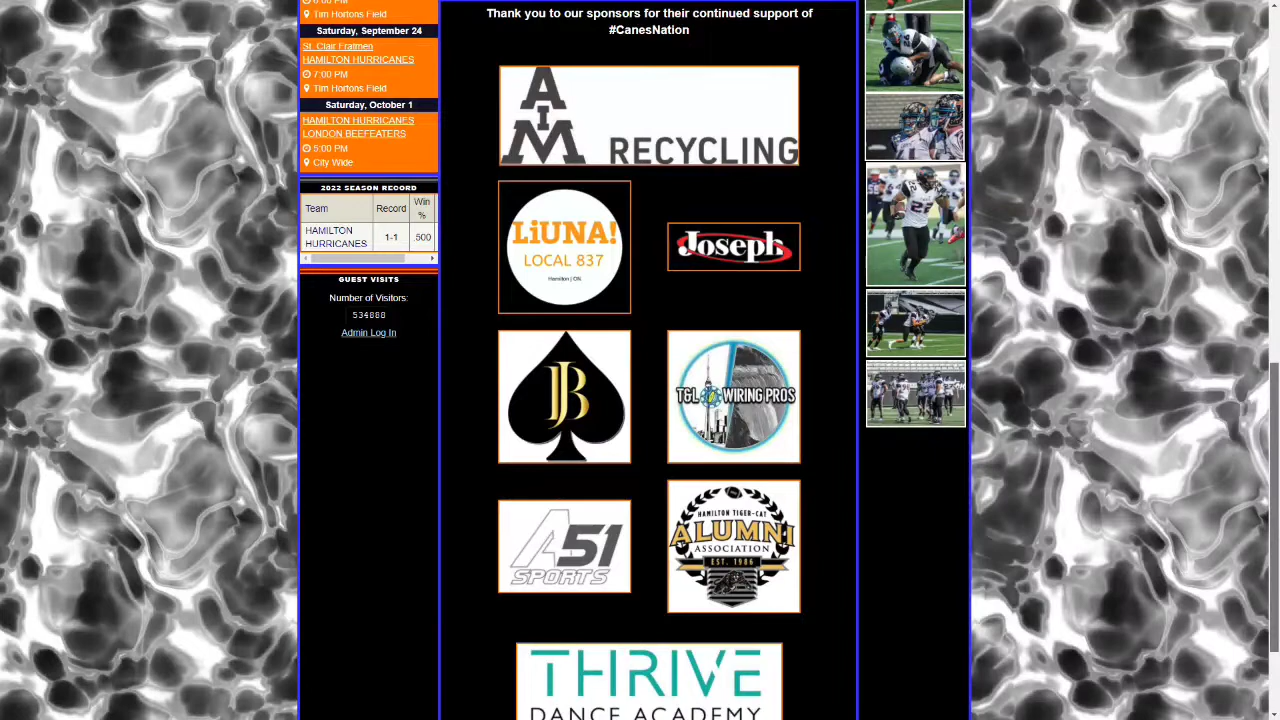 Tim Hortons Field
Saturday, September 24
St. Clair Fratmen
HAMILTON HURRICANES
7:00 PM
Tim Hortons Field
Saturday, October 1
HAMILTON HURRICANES
LONDON BEEFEATERS
5:00 PM
City Wide
2022 SEASON RECORD
Team Record Win %
HAMILTON HURRICANES 1-1 .500
GUEST VISITS
Number of Visitors:
534888
Admin Log In
Thank you to our sponsors for their continued support of
#CanesNation
AIM RECYCLING
LiUNA!
LOCAL 837
Hamilton | ON
Joseph
JB
T&L WIRING PROS
A51
SPORTS
HAMILTON TIGER-CAT
ALUMNI
ASSOCIATION
EST. 1986
THRIVE
DANCE ACADEMY
22